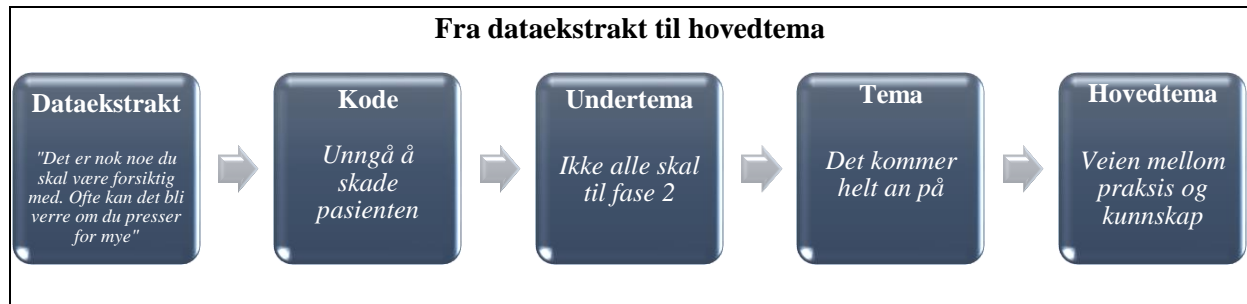 Fra dataekstrakt til hovedtema
Dataekstrakt
"Det er nok noe du
skal være forsiktig
med. Ofte kan det bli
verre om du presser
for mye"
Kode
Unngå å
skade
pasienten
Undertema
Ikke alle skal
til fase 2
Tema
Det kommer
helt an på
Hovedtema
Veien mellom
praksis og
kunnskap